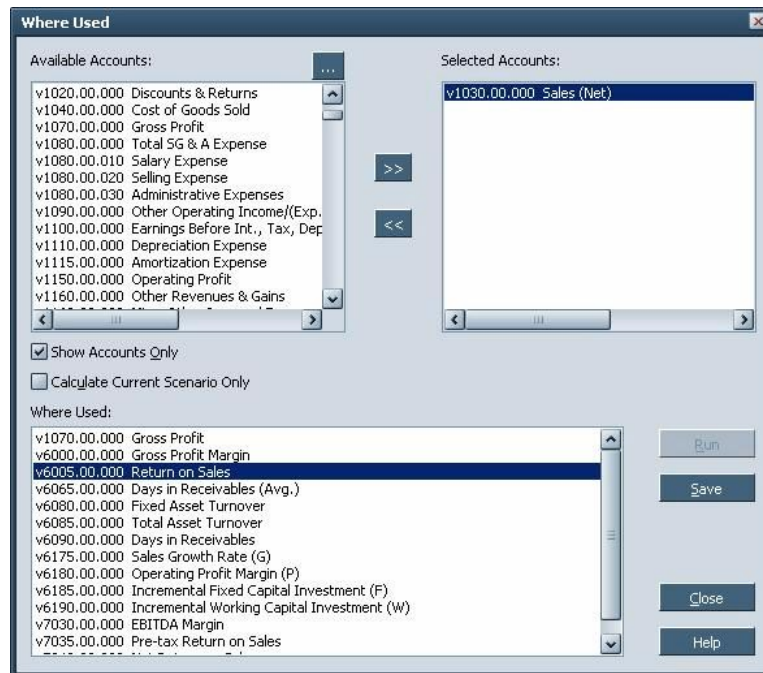 Where Used
Available Accounts:
...
v1020.00.000 Discounts & Returns
v1040.00.000 Cost of Goods Sold
v1070.00.000 Gross Profit
v1080.00.000 Total SG & A Expense
v1080.00.010 Salary Expense
v1080.00.020 Selling Expense
v1080.00.030 Administrative Expenses
v1090.00.000 Other Operating Income/(Exp.
v1100.00.000 Earnings Before Int., Tax, Dep
v1110.00.000 Depreciation Expense
v1115.00.000 Amortization Expense
v1150.00.000 Operating Profit
v1160.00.000 Other Revenues & Gains
>>
<<
Selected Accounts:
v1030.00.000 Sales (Net)
Show Accounts Only
Calculate Current Scenario Only
Where Used:
v1070.00.000 Gross Profit
v6000.00.000 Gross Profit Margin
v6005.00.000 Return on Sales
v6065.00.000 Days in Receivables (Avg.)
v6080.00.000 Fixed Asset Turnover
v6085.00.000 Total Asset Turnover
v6090.00.000 Days in Receivables
v6175.00.000 Sales Growth Rate (G)
v6180.00.000 Operating Profit Margin (P)
v6185.00.000 Incremental Fixed Capital Investment (F)
v6190.00.000 Incremental Working Capital Investment (W)
v7030.00.000 EBITDA Margin
v7035.00.000 Pre-tax Return on Sales
Run
Save
Close
Help